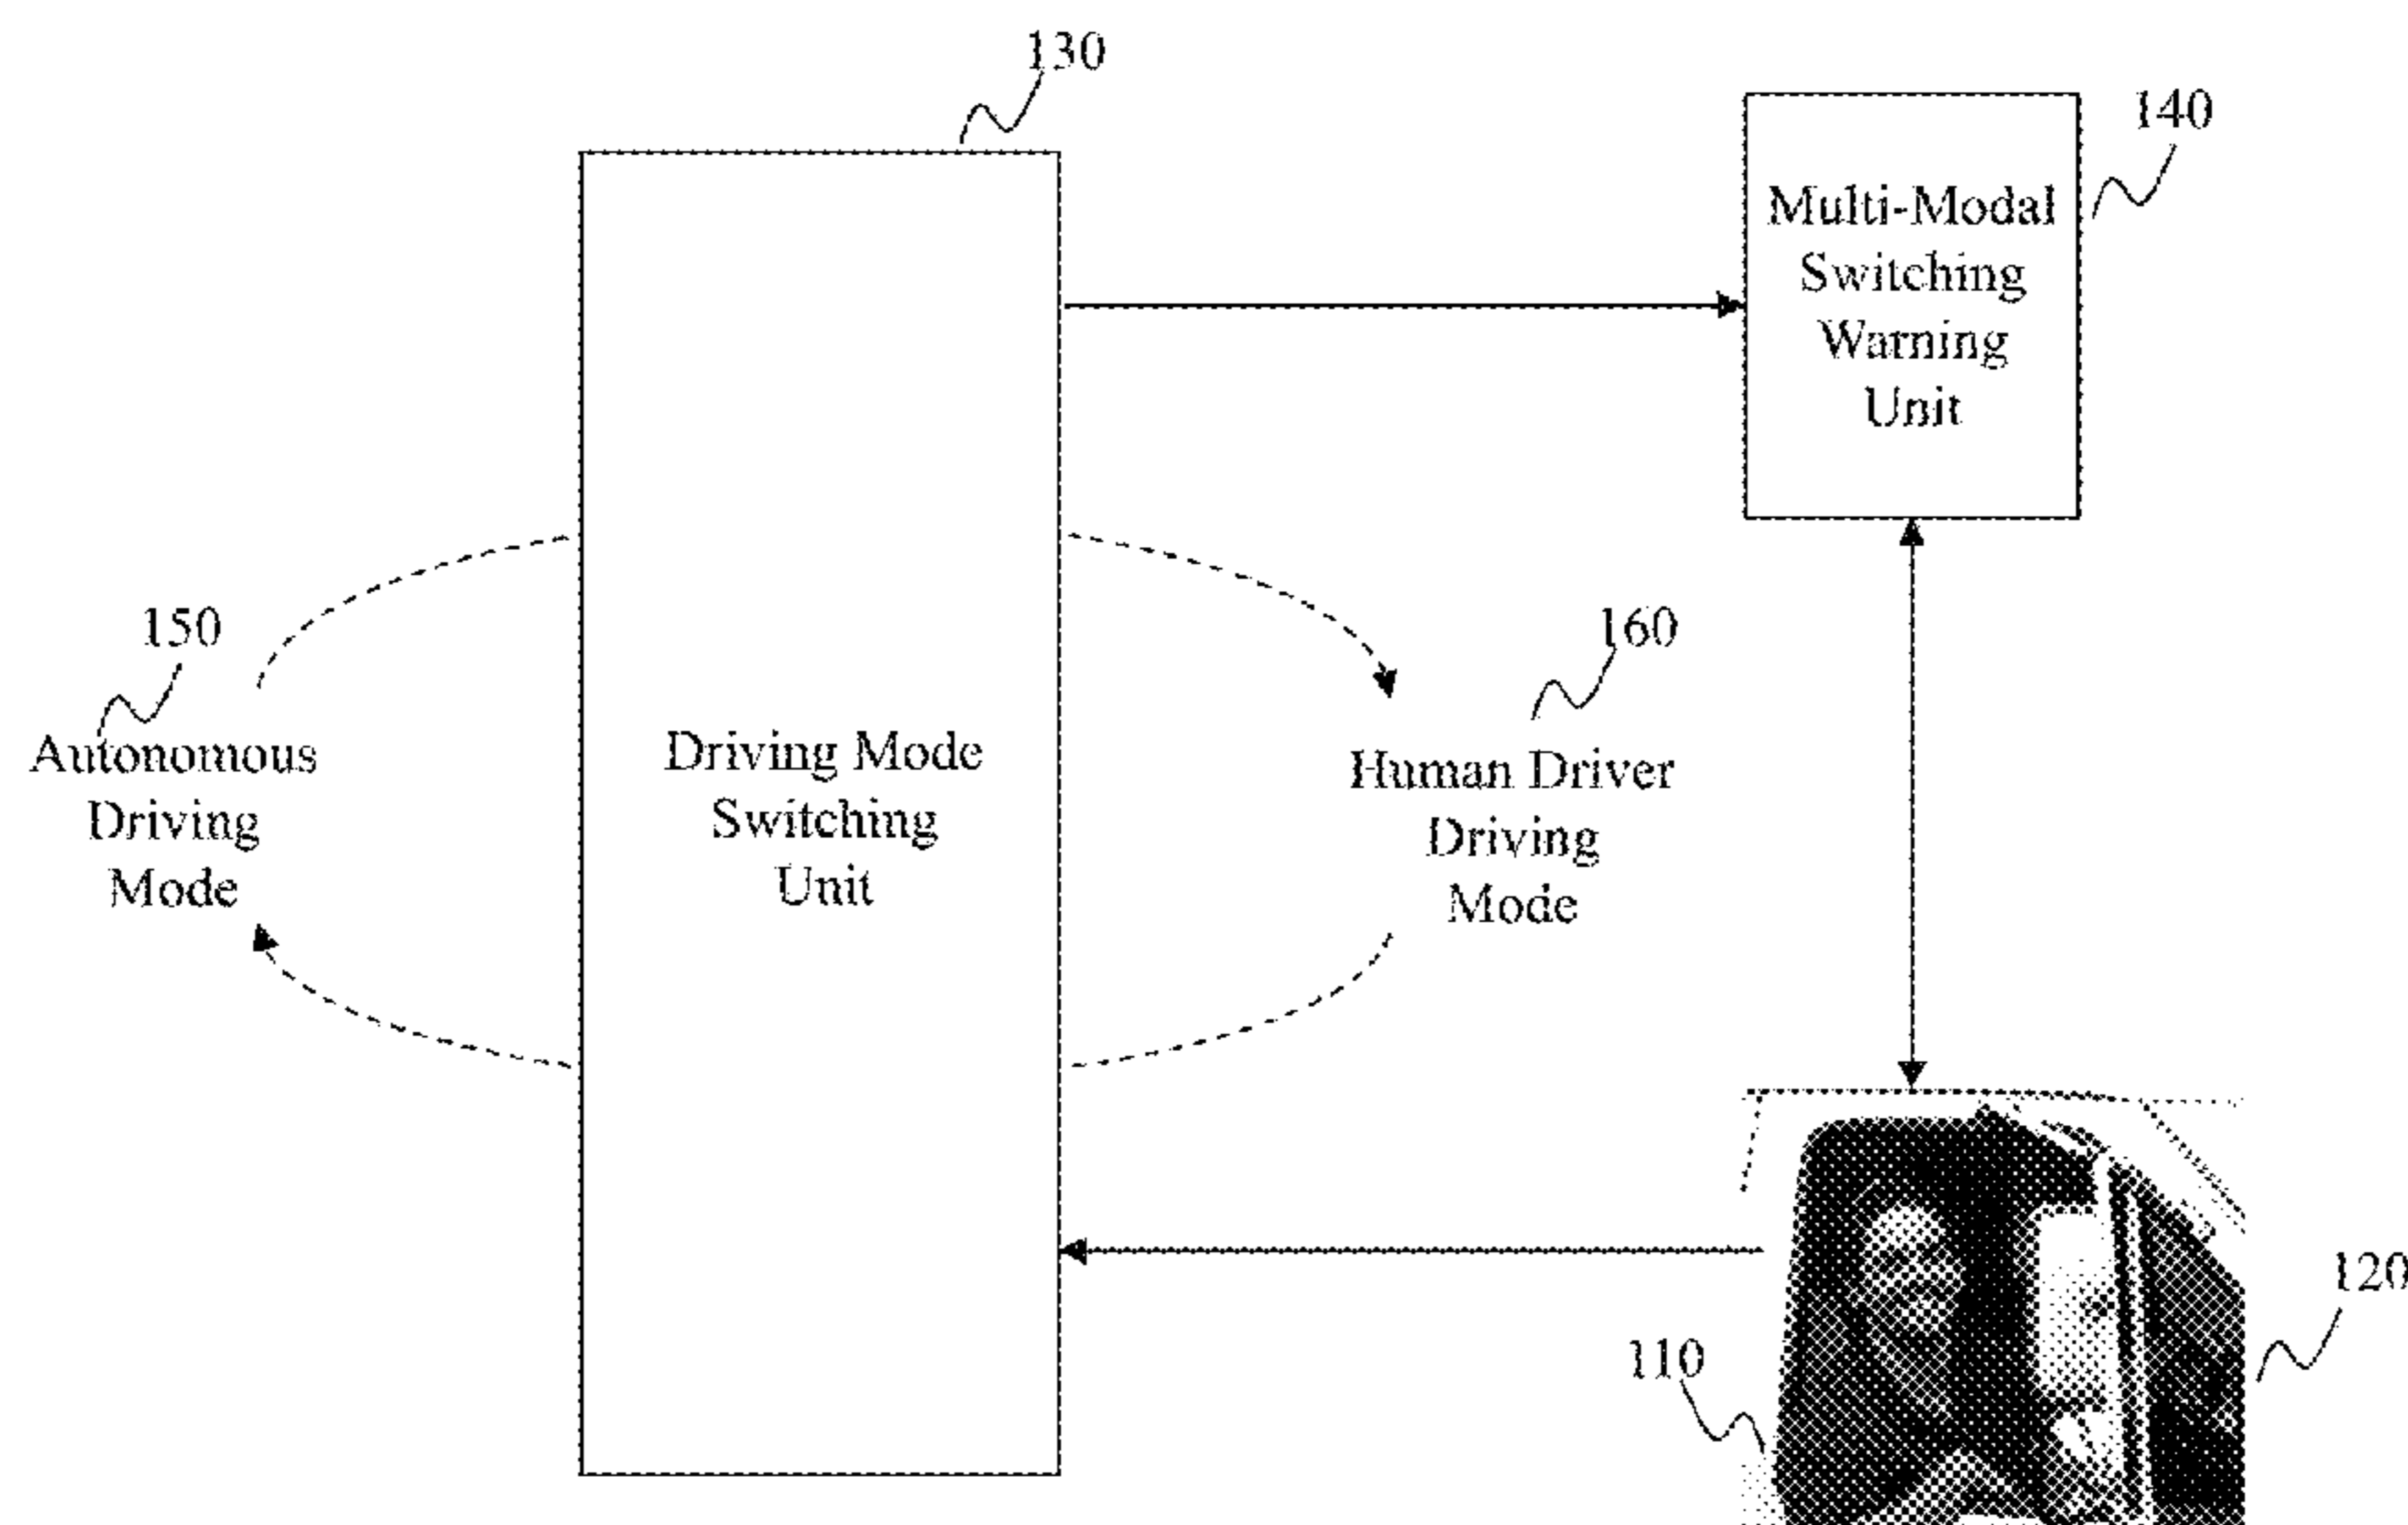 130
140
Multi-Modal
Switching
Warning
Unit
150
160
Autonomous
Driving
Mode
Driving Mode
Switching
Unit
Human Driver
Driving
Mode
120
110